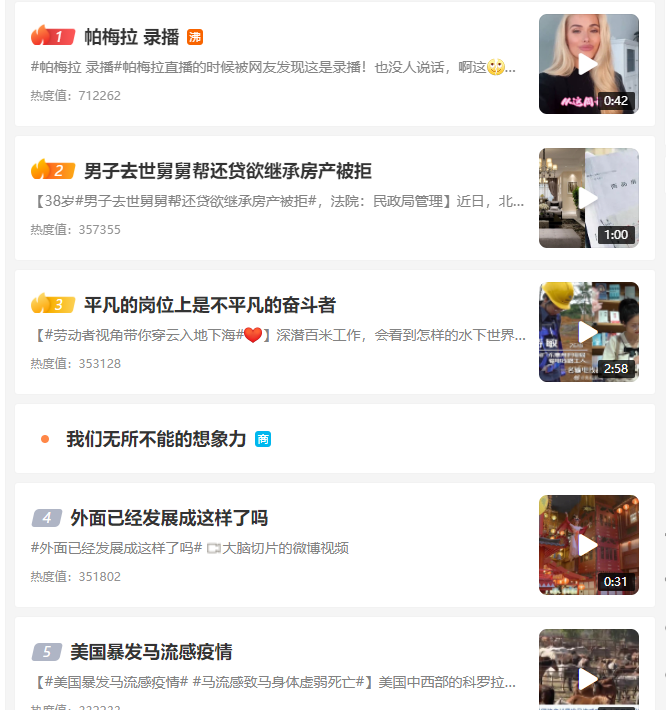 1 帕梅拉 录播 沸
#帕梅拉 录播#帕梅拉直播的时候被网友发现这是录播！也没人说话，啊这...
热度值：712262
从这周
0:42
2 男子去世舅舅帮还贷欲继承房产被拒
【38岁#男子去世舅舅帮还贷欲继承房产被拒#，法院：民政局管理】近日，北...
热度值：357355
1:00
3 平凡的岗位上是不平凡的奋斗者
【#劳动者视角带你穿云入地下海#❤️】深潜百米工作，会看到怎样的水下世界...
热度值：353128
2:58
我们无所不能的想象力 商
4 外面已经发展成这样了吗
#外面已经发展成这样了吗# 大脑切片的微博视频
热度值：351802
0:31
5 美国暴发马流感疫情
【#美国暴发马流感疫情# #马流感致马身体虚弱死亡#】美国中西部的科罗拉...